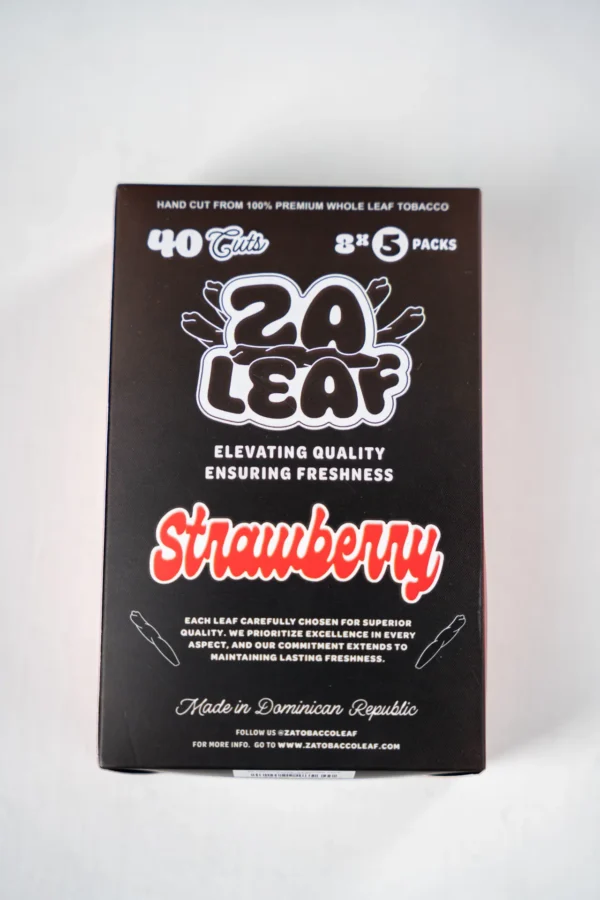 HAND CUT FROM 100% PREMIUM WHOLE LEAF TOBACCO
40 Cuts 8x 5 PACKS
ZA
LEAF
ELEVATING QUALITY
ENSURING FRESHNESS
Strawberry
EACH LEAF CAREFULLY CHOSEN FOR SUPERIOR
QUALITY. WE PRIORITIZE EXCELLENCE IN EVERY
ASPECT, AND OUR COMMITMENT EXTENDS TO
MAINTAINING LASTING FRESHNESS.
Made in Dominican Republic
FOLLOW US @ZATOBACCOLEAF
FOR MORE INFO. GO TO WWW.ZATOBACCOLEAF.COM